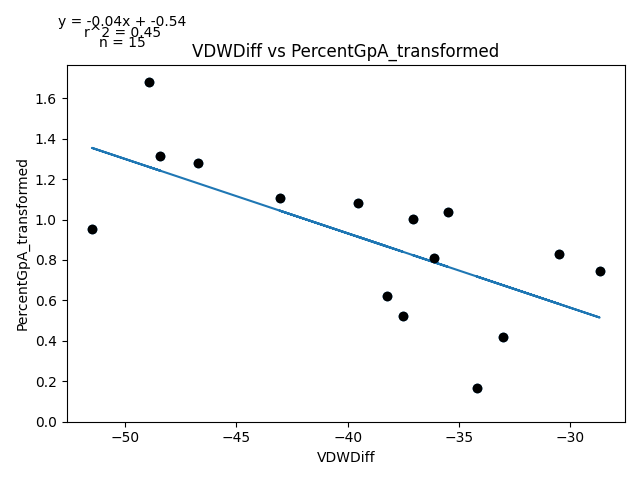 y = -0.04x + -0.54
r^2 = 0.45
n = 15
VDWDiff vs PercentGpA_transformed
1.6
1.4
1.2
1.0
0.8
0.6
0.4
0.2
0.0
PercentGpA_transformed
−50
−45
−40
−35
−30
VDWDiff